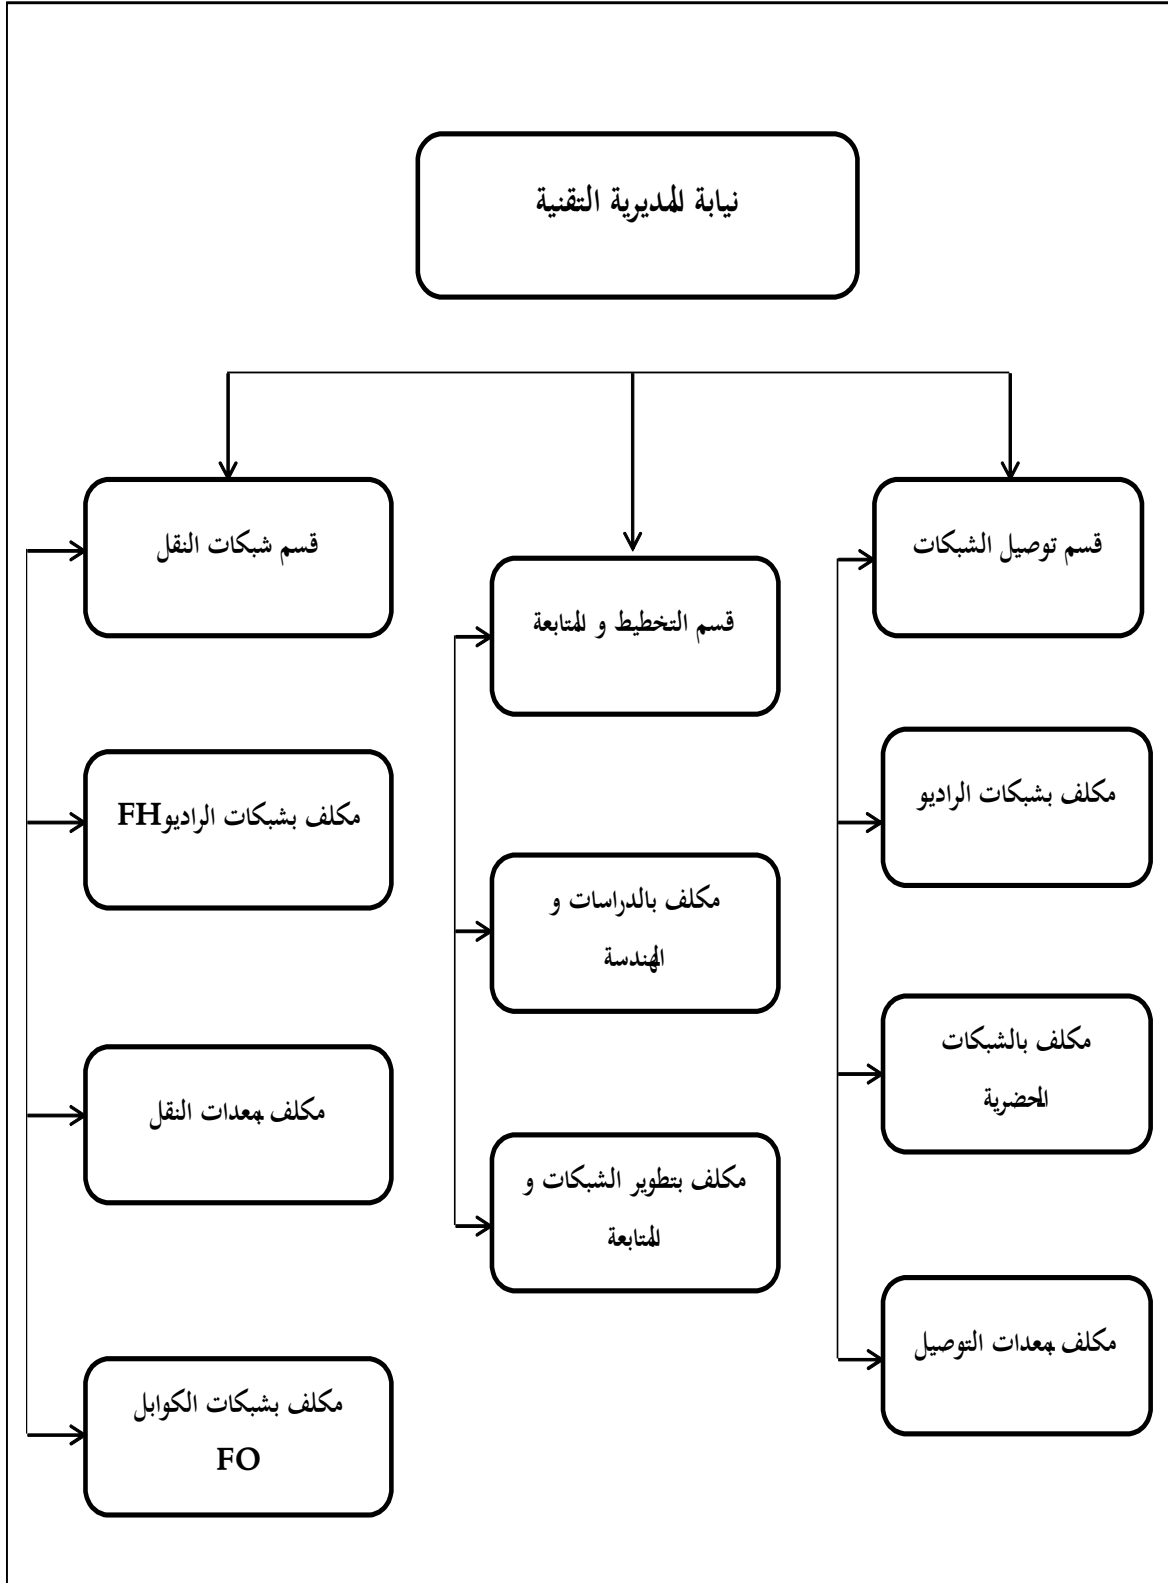 نيابة المديرية التقنية
قسم توصيل الشبكات
قسم شبكات النقل
قسم التخطيط و المتابعة
مكلف بشبكات الراديو
مكلف بشبكات الراديوFH
مكلف بالدراسات و
الهندسة
مكلف بالشبكات
الحضرية
مكلف بمعدات النقل
مكلف بتطوير الشبكات و
المتابعة
مكلف بمعدات التوصيل
مكلف بشبكات الكوابل
FO